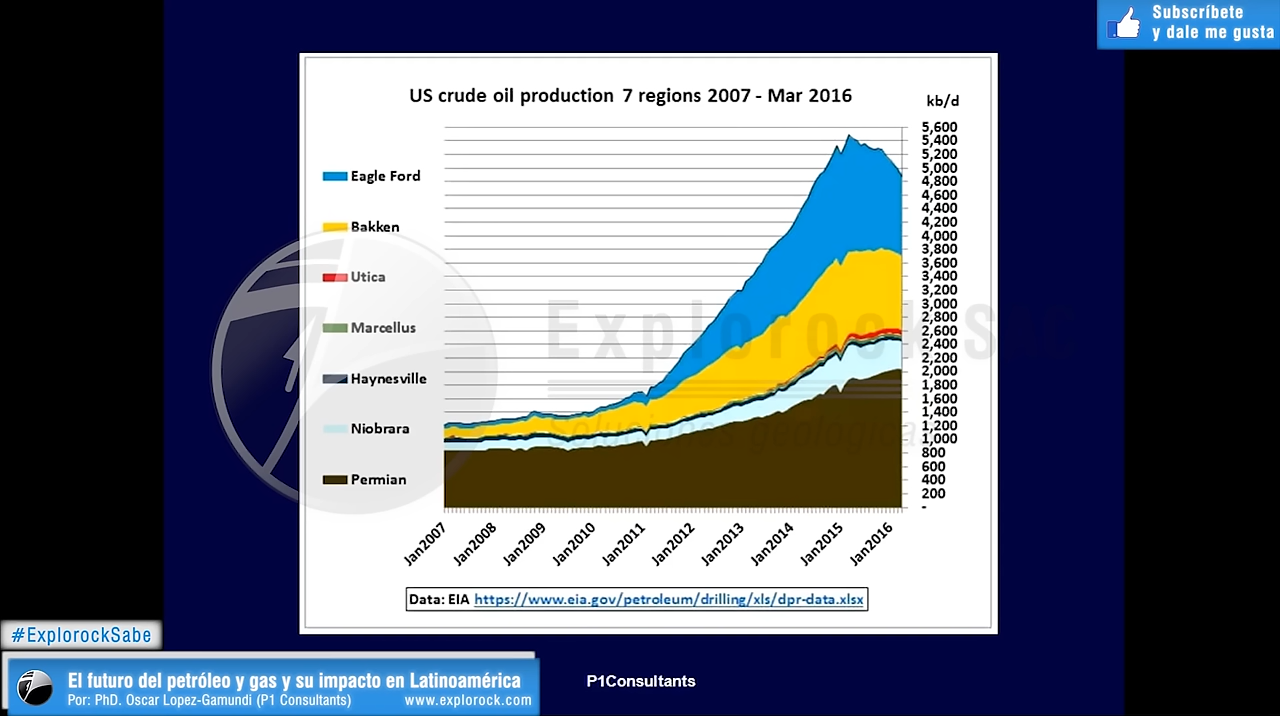 Subscríbete
y dale me gusta
US crude oil production 7 regions 2007 - Mar 2016
kb/d
5,600
5,400
5,200
5,000
4,800
4,600
4,400
4,200
4,000
3,800
3,600
3,400
3,200
3,000
2,800
2,600
2,400
2,200
2,000
1,800
1,600
1,400
1,200
1,000
800
600
400
200
-
Eagle Ford
Bakken
Utica
Marcellus
Haynesville
Niobrara
Permian
Jan2007
Jan2008
Jan2009
Jan2010
Jan2011
Jan2012
Jan2013
Jan2014
Jan2015
Jan2016
Data: EIA https://www.eia.gov/petroleum/drilling/xls/dpr-data.xlsx
#ExplorockSabe
El futuro del petróleo y gas y su impacto en Latinoamérica
Por: PhD. Oscar Lopez-Gamundi (P1 Consultants) www.explorock.com
P1Consultants